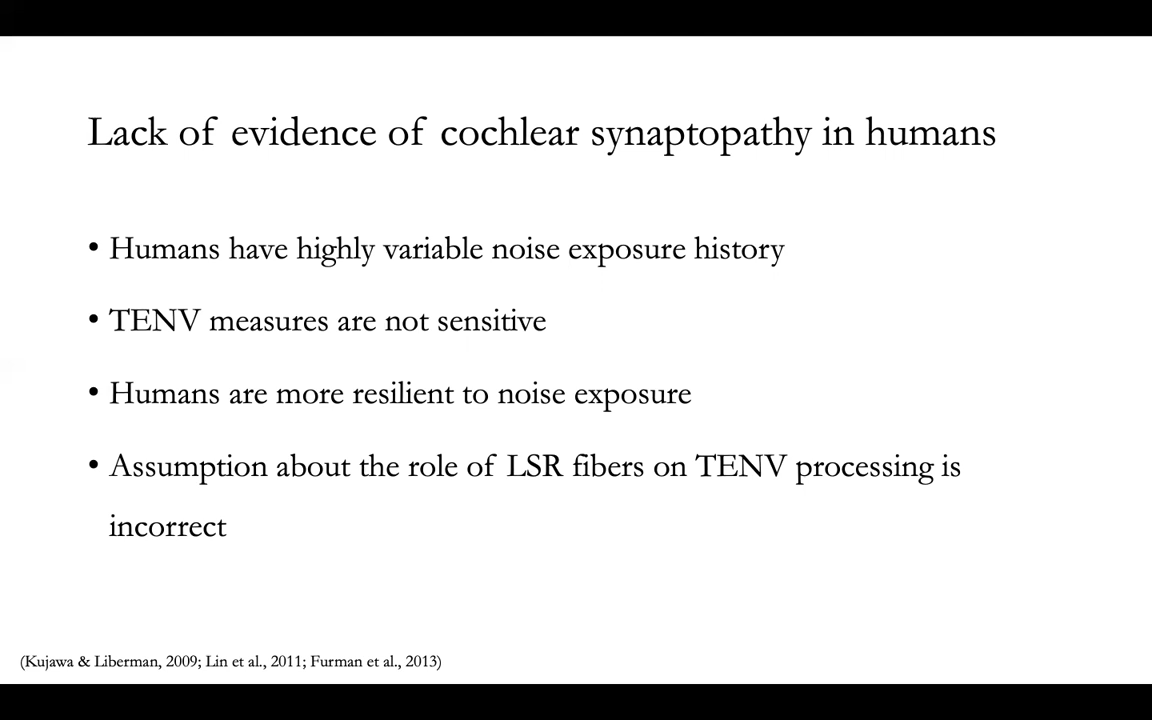 Lack of evidence of cochlear synaptopathy in humans
• Humans have highly variable noise exposure history
• TENV measures are not sensitive
• Humans are more resilient to noise exposure
• Assumption about the role of LSR fibers on TENV processing is
incorrect
(Kujawa & Liberman, 2009; Lin et al., 2011; Furman et al., 2013)